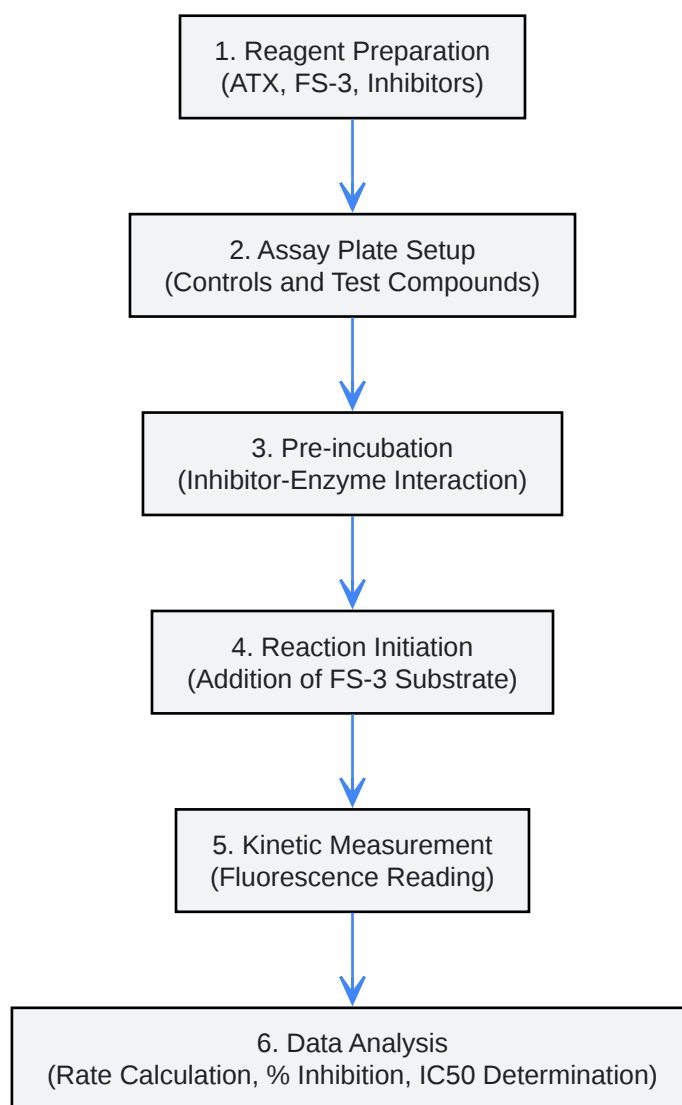 1. Reagent Preparation
(ATX, FS-3, Inhibitors)
2. Assay Plate Setup
(Controls and Test Compounds)
3. Pre-incubation
(Inhibitor-Enzyme Interaction)
4. Reaction Initiation
(Addition of FS-3 Substrate)
5. Kinetic Measurement
(Fluorescence Reading)
6. Data Analysis
(Rate Calculation, % Inhibition, IC50 Determination)